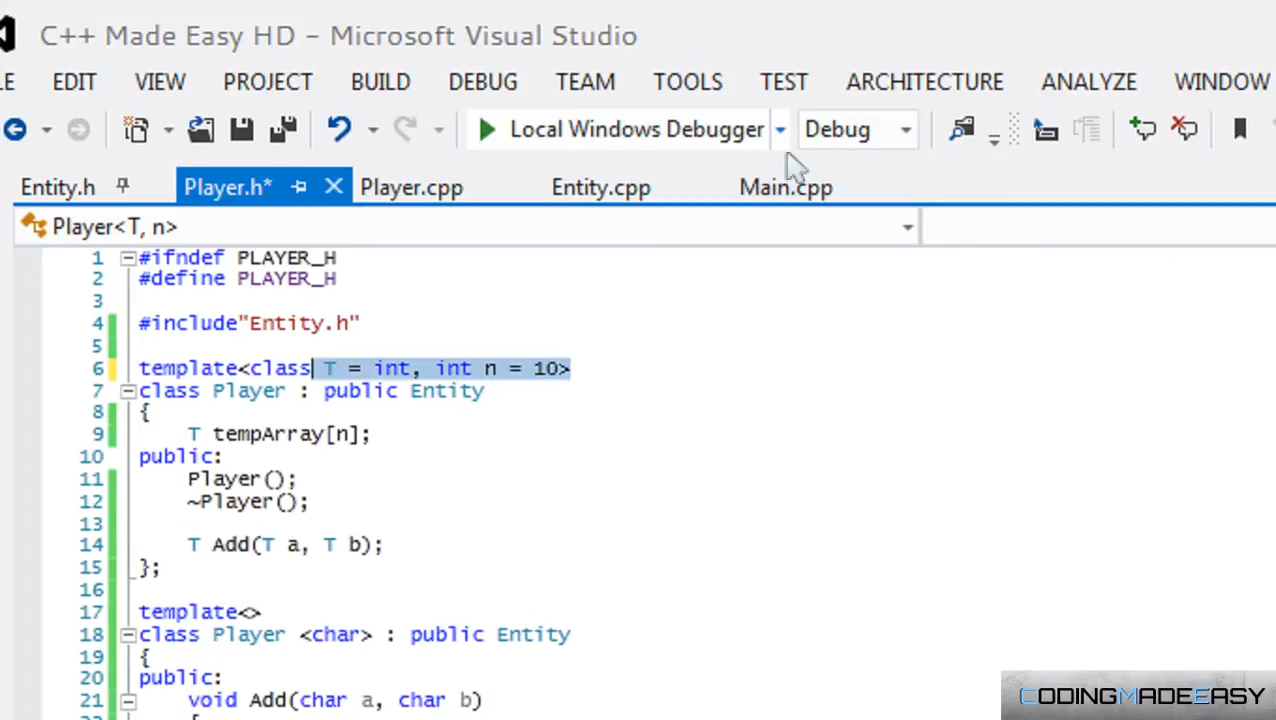 C++ Made Easy HD - Microsoft Visual Studio
LE EDIT VIEW PROJECT BUILD DEBUG TEAM TOOLS TEST ARCHITECTURE ANALYZE WINDOW
Local Windows Debugger Debug
Entity.h Player.h* Player.cpp Entity.cpp Main.cpp
Player<T, n>
1 #ifndef PLAYER_H
2 #define PLAYER_H
3
4 #include"Entity.h"
5
6 template<class T = int, int n = 10>
7 class Player : public Entity
8 {
9 T tempArray[n];
10 public:
11 Player();
12 ~Player();
13
14 T Add(T a, T b);
15 };
16
17 template<>
18 class Player <char> : public Entity
19 {
20 public:
21 void Add(char a, char b)
CODINGMADEEASY